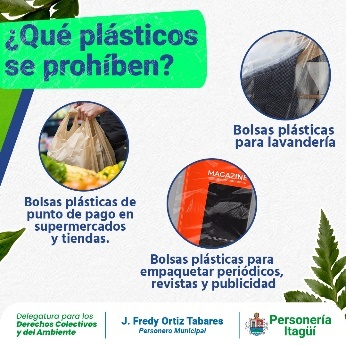 ¿Qué plásticos
se prohíben?
Bolsas plásticas
para lavandería
MAGAZINE
Bolsas plásticas de
punto de pago en
supermercados
y tiendas.
Bolsas plásticas para
empaquetar periódicos,
revistas y publicidad
Delegatura para los
Derechos Colectivos
y del Ambiente
J. Fredy Ortiz Tabares
Personero Municipal
Personería
Itagüí